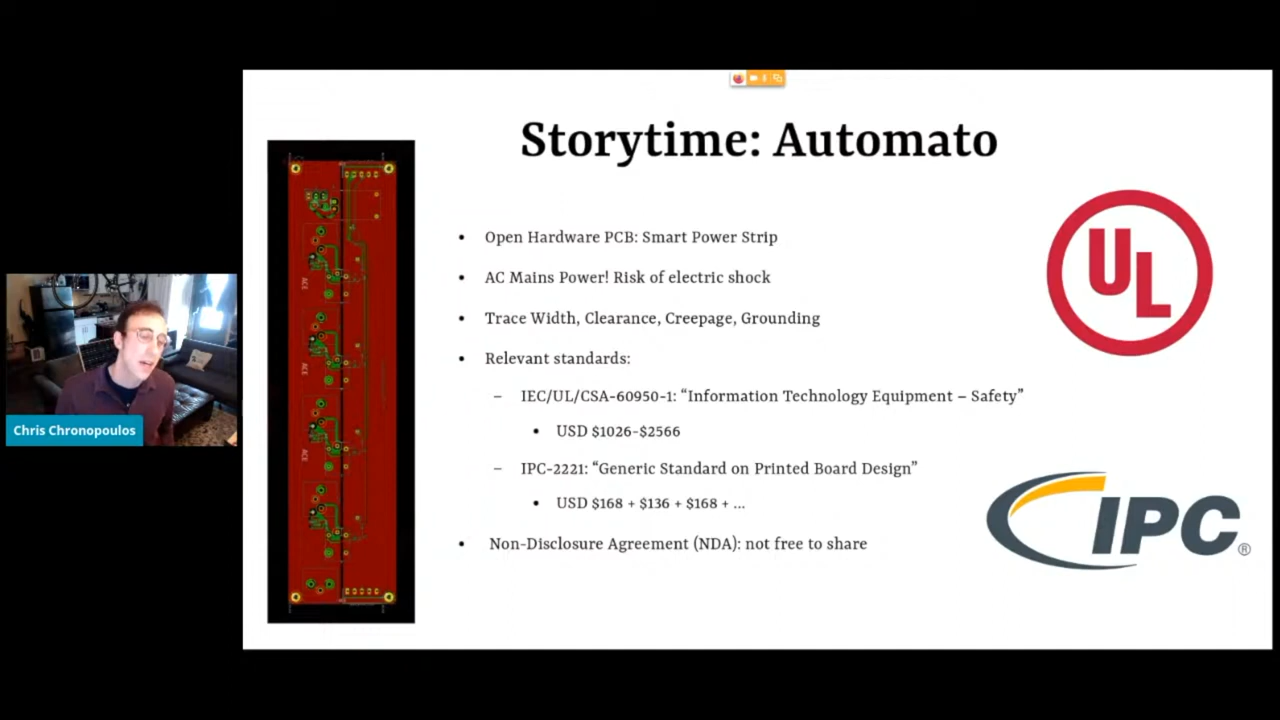 Storytime: Automato
• Open Hardware PCB: Smart Power Strip
• AC Mains Power! Risk of electric shock
• Trace Width, Clearance, Creepage, Grounding
• Relevant standards:
– IEC/UL/CSA-60950-1: “Information Technology Equipment – Safety”
• USD $1026-$2566
– IPC-2221: “Generic Standard on Printed Board Design”
• USD $168 + $136 + $168 + ...
• Non-Disclosure Agreement (NDA): not free to share
UL
IPC®
Chris Chronopoulos
ACE
ACE
ACE